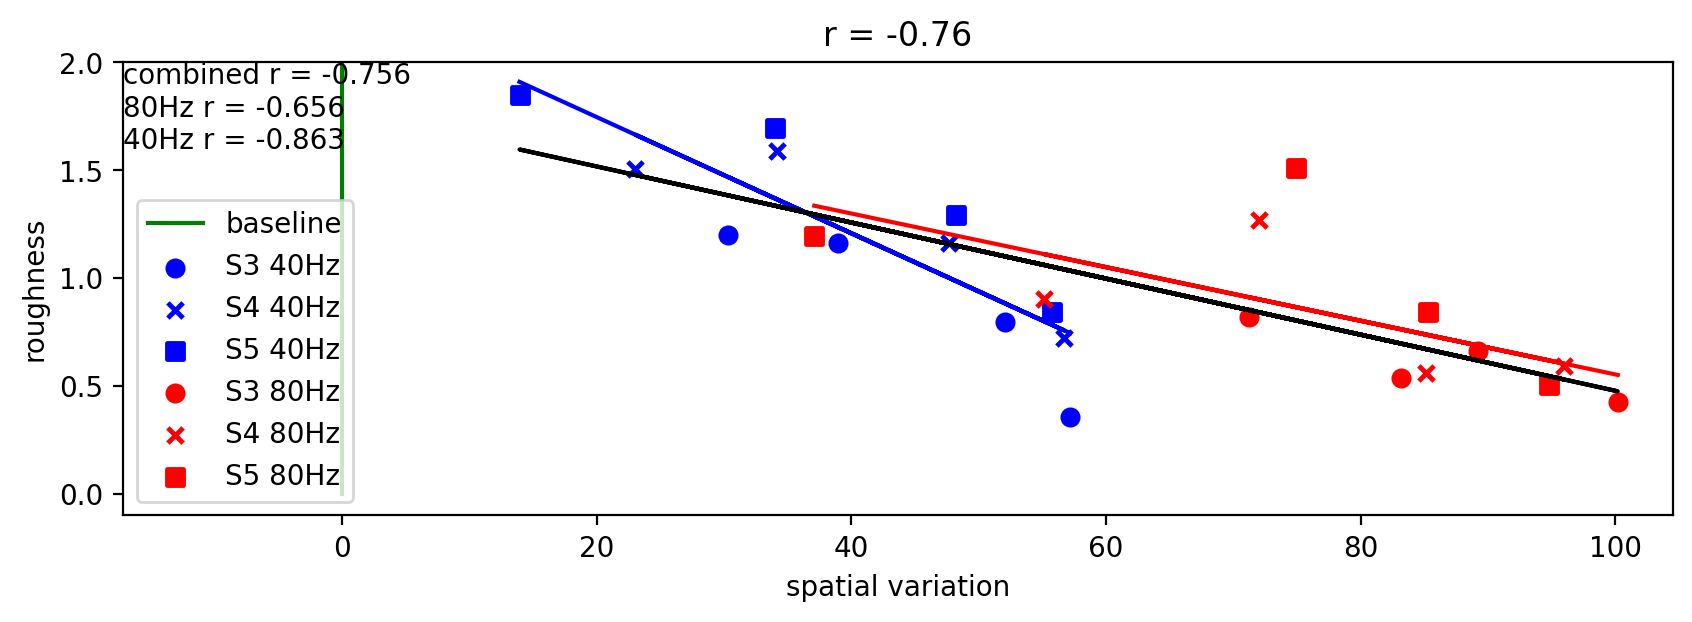 r = -0.76
combined r = -0.756
80Hz r = -0.656
40Hz r = -0.863
2.0
1.5
1.0
0.5
0.0
roughness
baseline
S3 40Hz
S4 40Hz
S5 40Hz
S3 80Hz
S4 80Hz
S5 80Hz
0 20 40 60 80 100
spatial variation